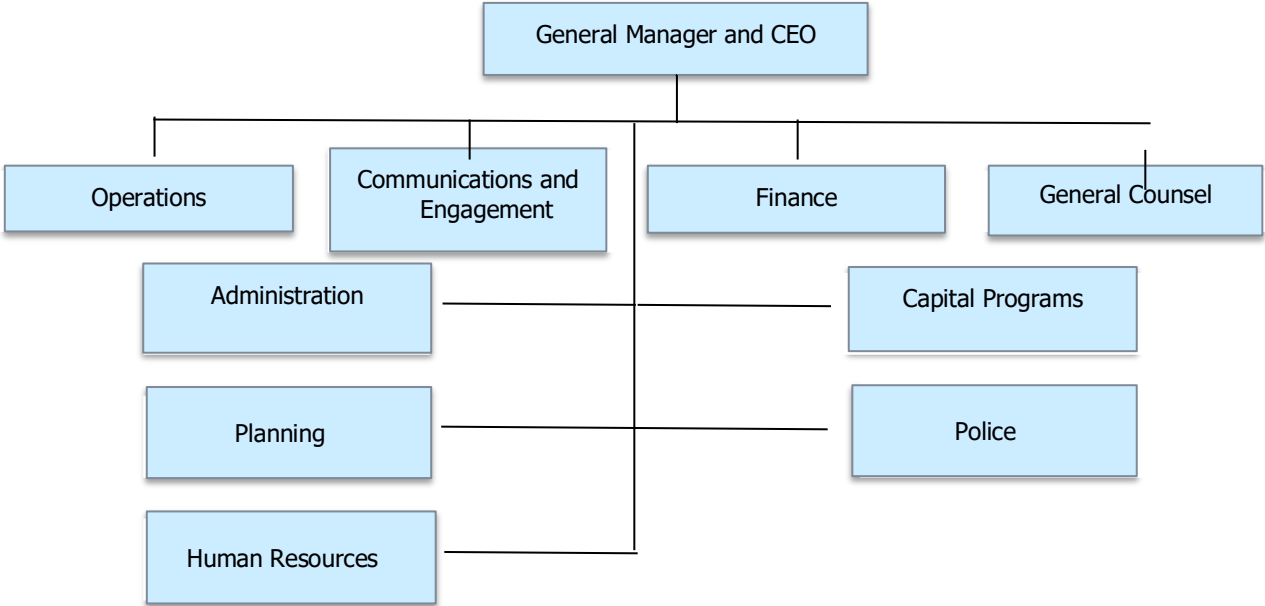 General Manager and CEO
Operations
Communications and
Engagement
Finance
General Counsel
Administration
Capital Programs
Planning
Police
Human Resources